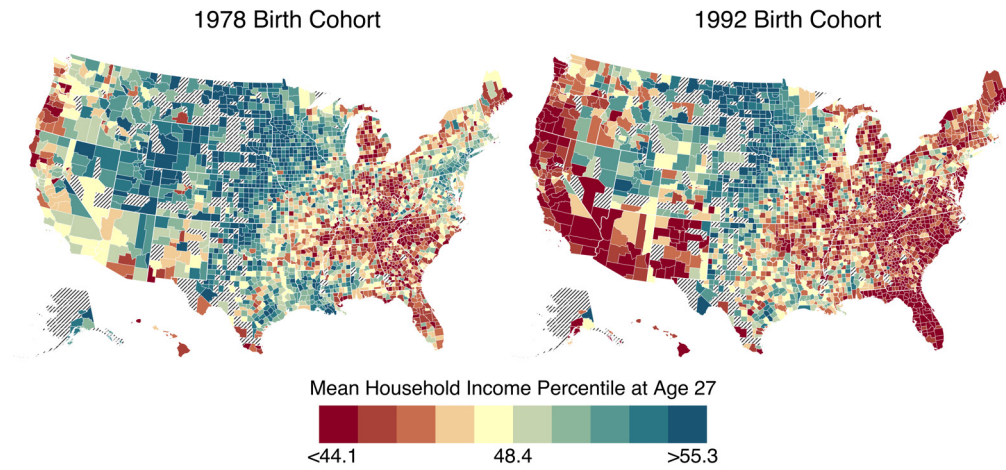 1978 Birth Cohort
1992 Birth Cohort
Mean Household Income Percentile at Age 27
<44.1 48.4 >55.3